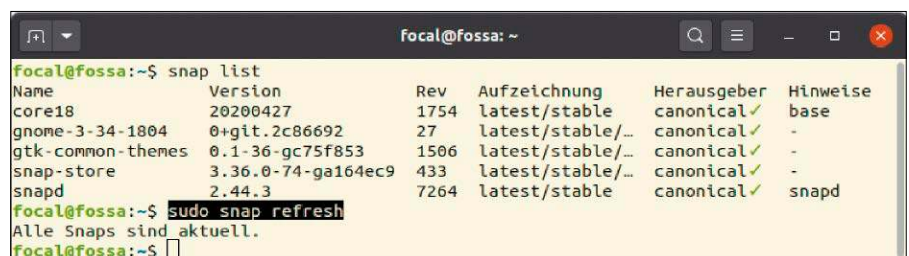 focal@fossa: ~
focal@fossa:~$ snap list
Name Version Rev Aufzeichnung Herausgeber Hinweise
core18 20200427 1754 latest/stable canonical✓ base
gnome-3-34-1804 0+git.2c86692 27 latest/stable/… canonical✓ -
gtk-common-themes 0.1-36-gc75f853 1506 latest/stable/… canonical✓ -
snap-store 3.36.0-74-ga164ec9 433 latest/stable/… canonical✓ -
snapd 2.44.3 7264 latest/stable canonical✓ snapd
focal@fossa:~$ sudo snap refresh
Alle Snaps sind aktuell.
focal@fossa:~$